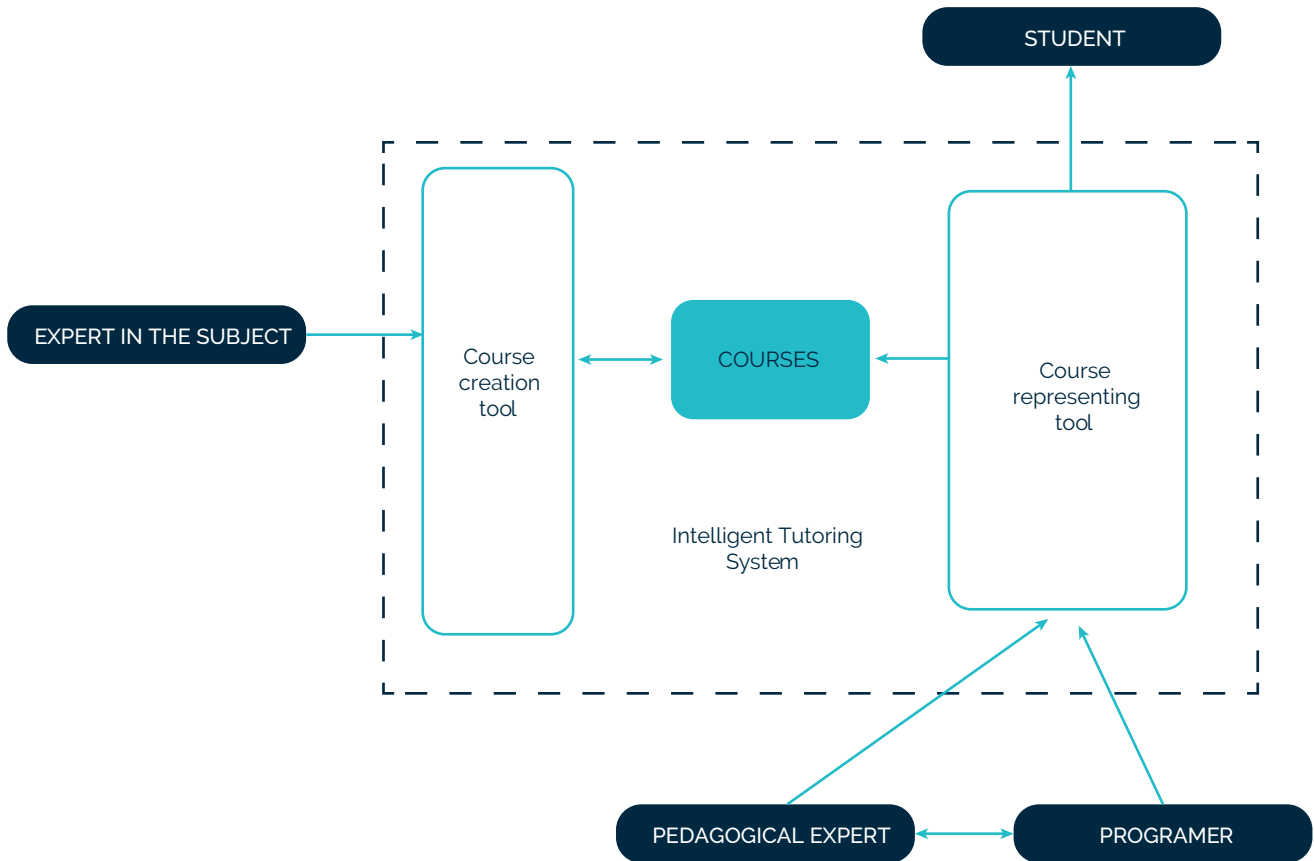 STUDENT
EXPERT IN THE SUBJECT
Course
creation
tool
COURSES
Course
representing
tool
Intelligent Tutoring
System
PEDAGOGICAL EXPERT
PROGRAMER